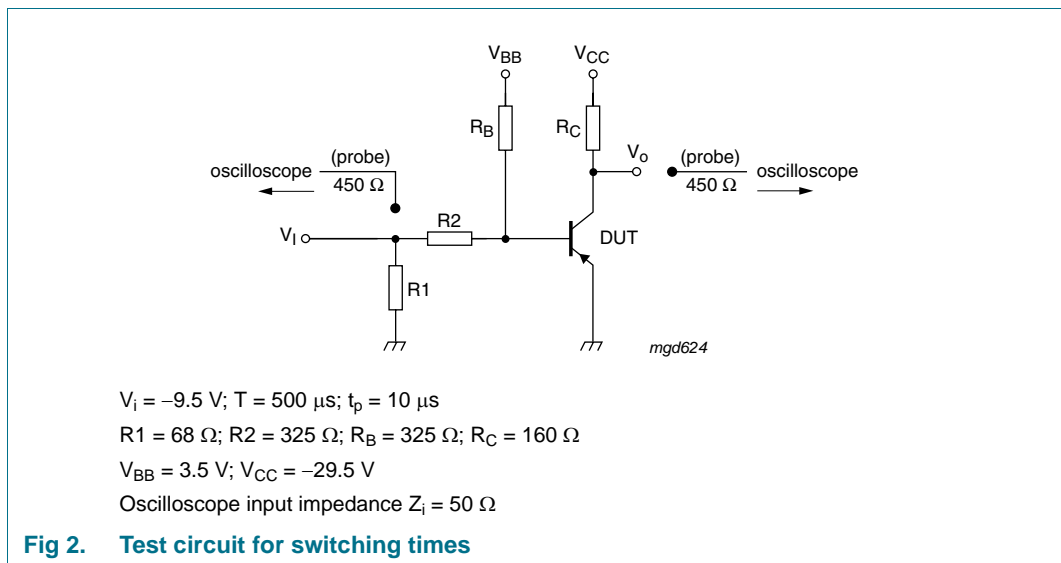 V_BB V_CC
R_B R_C
oscilloscope (probe) 450 Ω
V_o (probe) 450 Ω oscilloscope
V_I R2 DUT
R1
mgd624
V_i = −9.5 V; T = 500 μs; t_p = 10 μs
R1 = 68 Ω; R2 = 325 Ω; R_B = 325 Ω; R_C = 160 Ω
V_BB = 3.5 V; V_CC = −29.5 V
Oscilloscope input impedance Z_i = 50 Ω
Fig 2. Test circuit for switching times